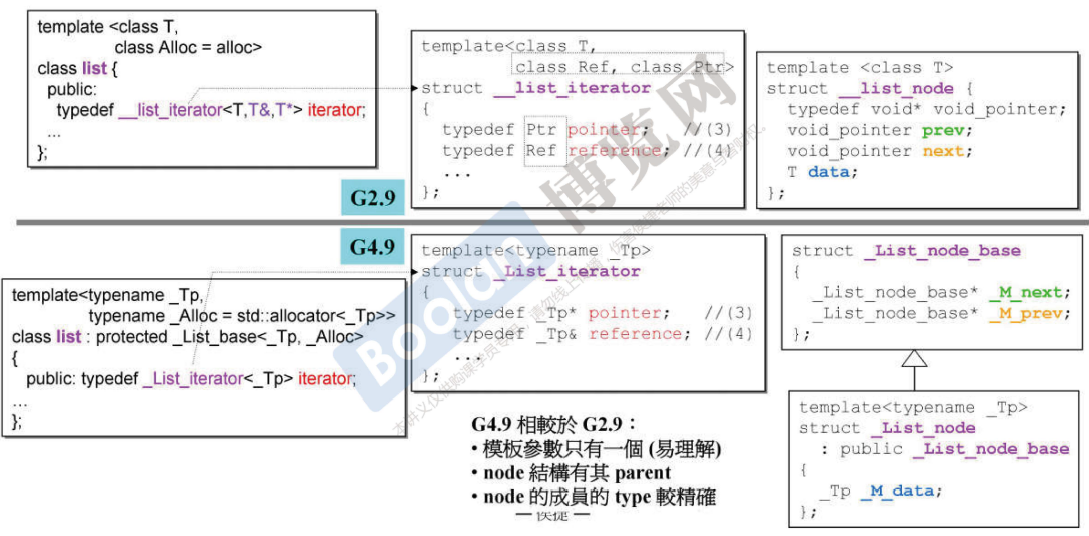 template <class T,
class Alloc = alloc>
class list {
public:
typedef __list_iterator<T,T&,T*> iterator;
...
};
template<class T,
class Ref, class Ptr>
struct __list_iterator
{
typedef Ptr pointer; //(3)
typedef Ref reference; //(4)
...
};
template <class T>
struct __list_node {
typedef void* void_pointer;
void_pointer prev;
void_pointer next;
T data;
};
G2.9
G4.9
template<typename _Tp,
typename _Alloc = std::allocator<_Tp>>
class list : protected _List_base<_Tp, _Alloc>
{
public: typedef _List_iterator<_Tp> iterator;
...
};
template<typename _Tp>
struct _List_iterator
{
typedef _Tp* pointer; //(3)
typedef _Tp& reference; //(4)
...
};
struct _List_node_base
{
_List_node_base* _M_next;
_List_node_base* _M_prev;
};
template<typename _Tp>
struct _List_node
: public _List_node_base
{
_Tp _M_data;
};
G4.9 相較於 G2.9：
• 模板參數只有一個 (易理解)
• node 結構有其 parent
• node 的成員的 type 較精確
— 侯捷 —
Boolan 博览网